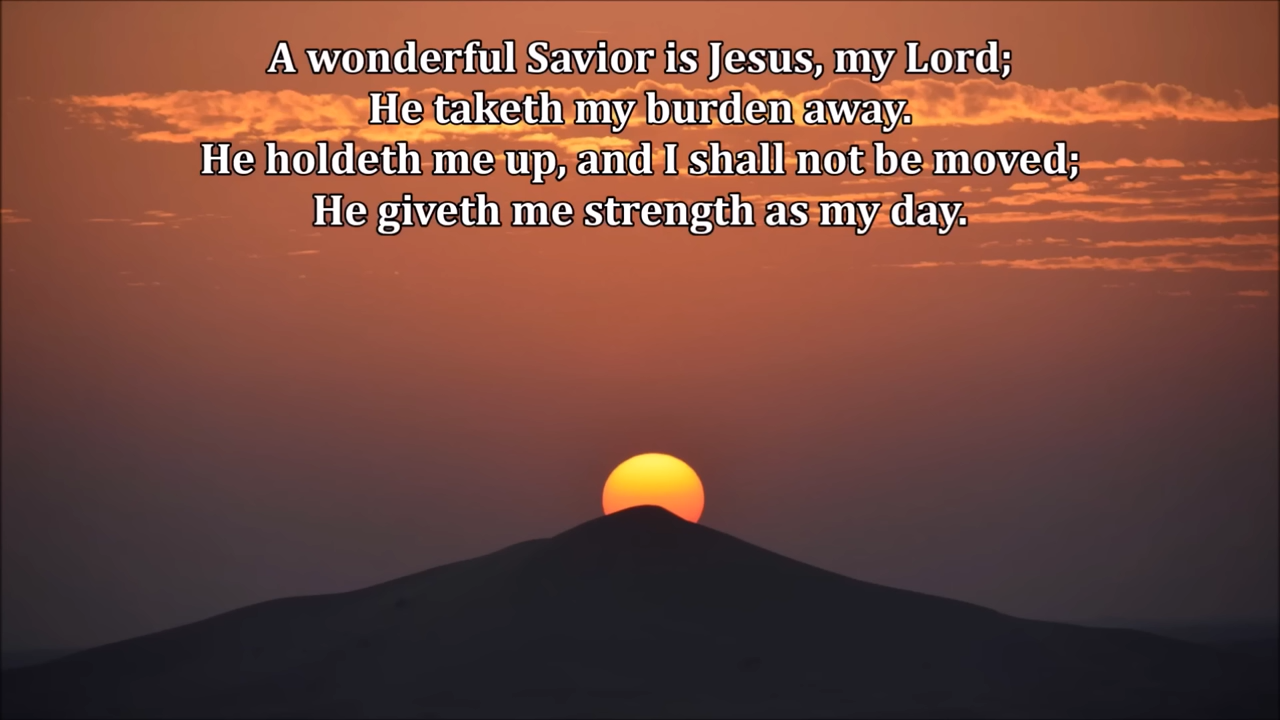 A wonderful Savior is Jesus, my Lord;
He taketh my burden away.
He holdeth me up, and I shall not be moved;
He giveth me strength as my day.